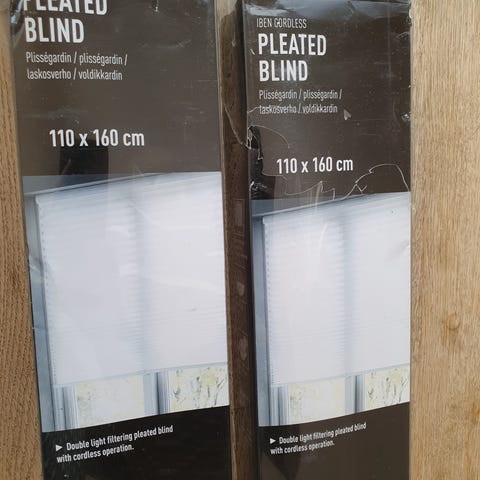 PLEATED
BLIND
Plisségardin / plisségardin /
laskosverho / voldikkardin
110 x 160 cm
► Double light filtering pleated blind
with cordless operation.
IBEN CORDLESS
PLEATED
BLIND
Plisségardin / plisségardin /
laskosverho / voldikkardin
110 x 160 cm
► Double light filtering pleated blind
with cordless operation.